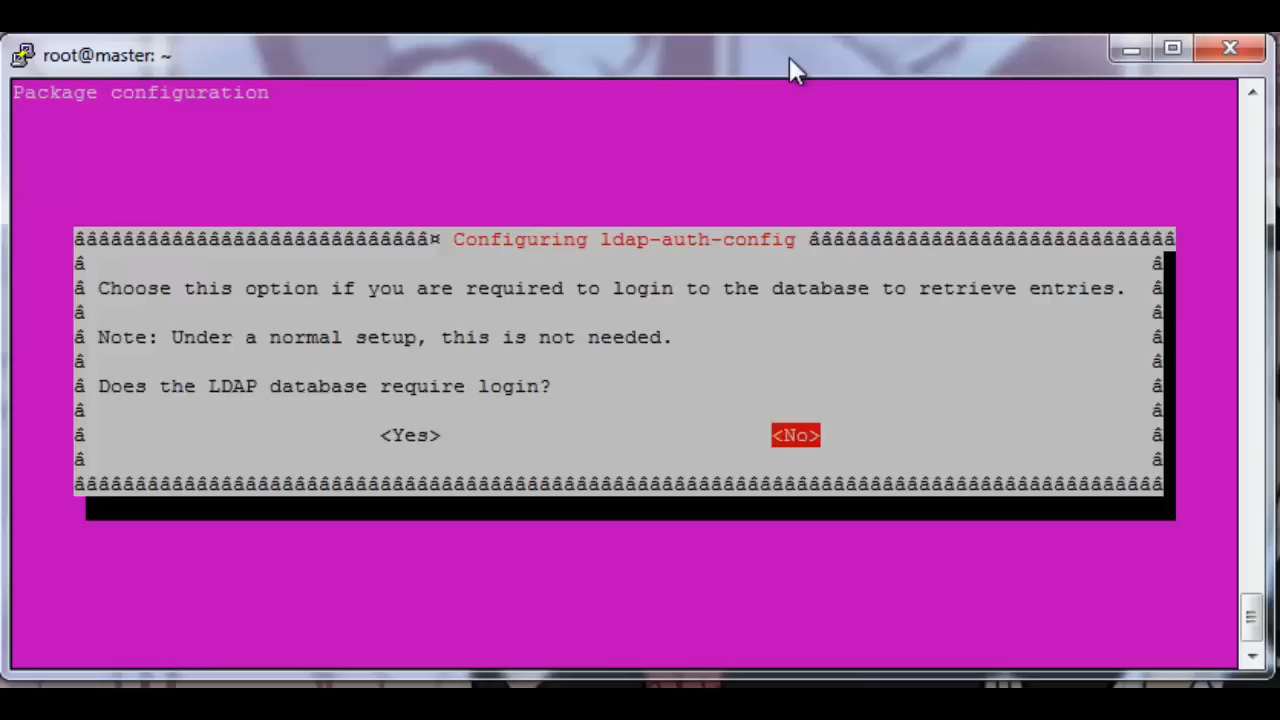 root@master: ~
Package configuration
Configuring ldap-auth-config
Choose this option if you are required to login to the database to retrieve entries.
Note: Under a normal setup, this is not needed.
Does the LDAP database require login?
<Yes> <No>